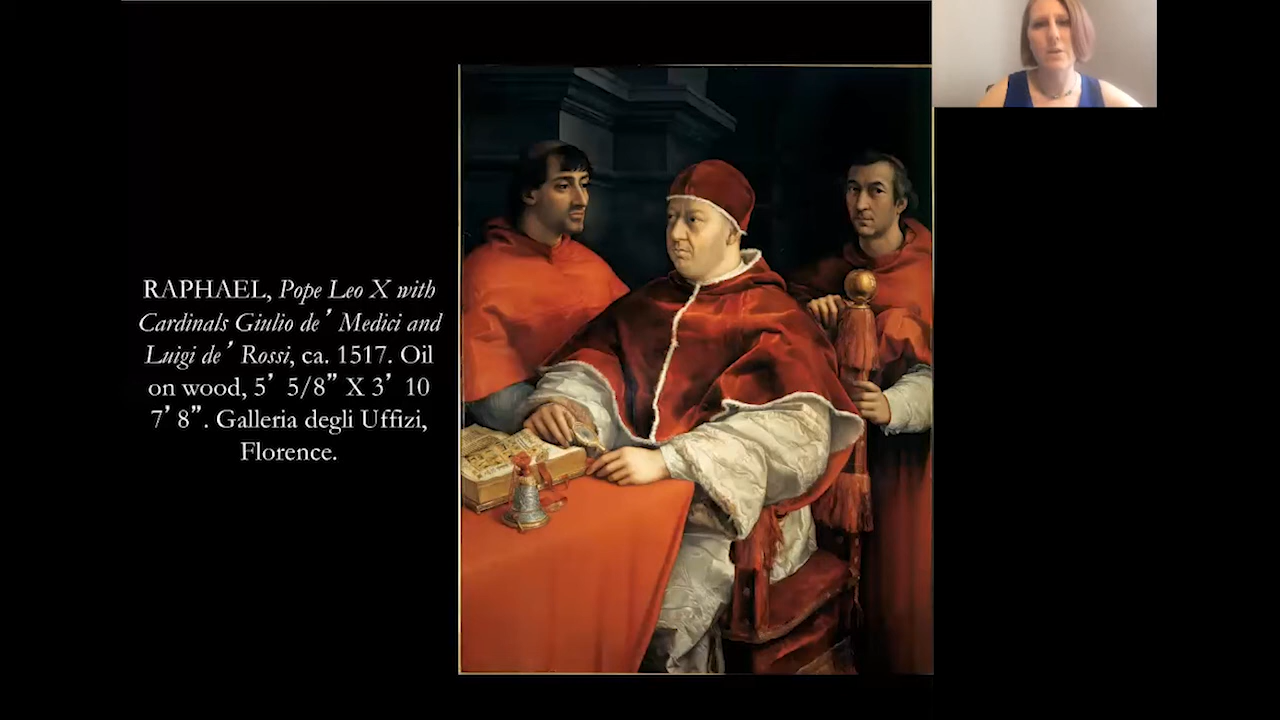 RAPHAEL, Pope Leo X with
Cardinals Giulio de’ Medici and
Luigi de’ Rossi, ca. 1517. Oil
on wood, 5’ 5/8” X 3’ 10
7’ 8”. Galleria degli Uffizi,
Florence.